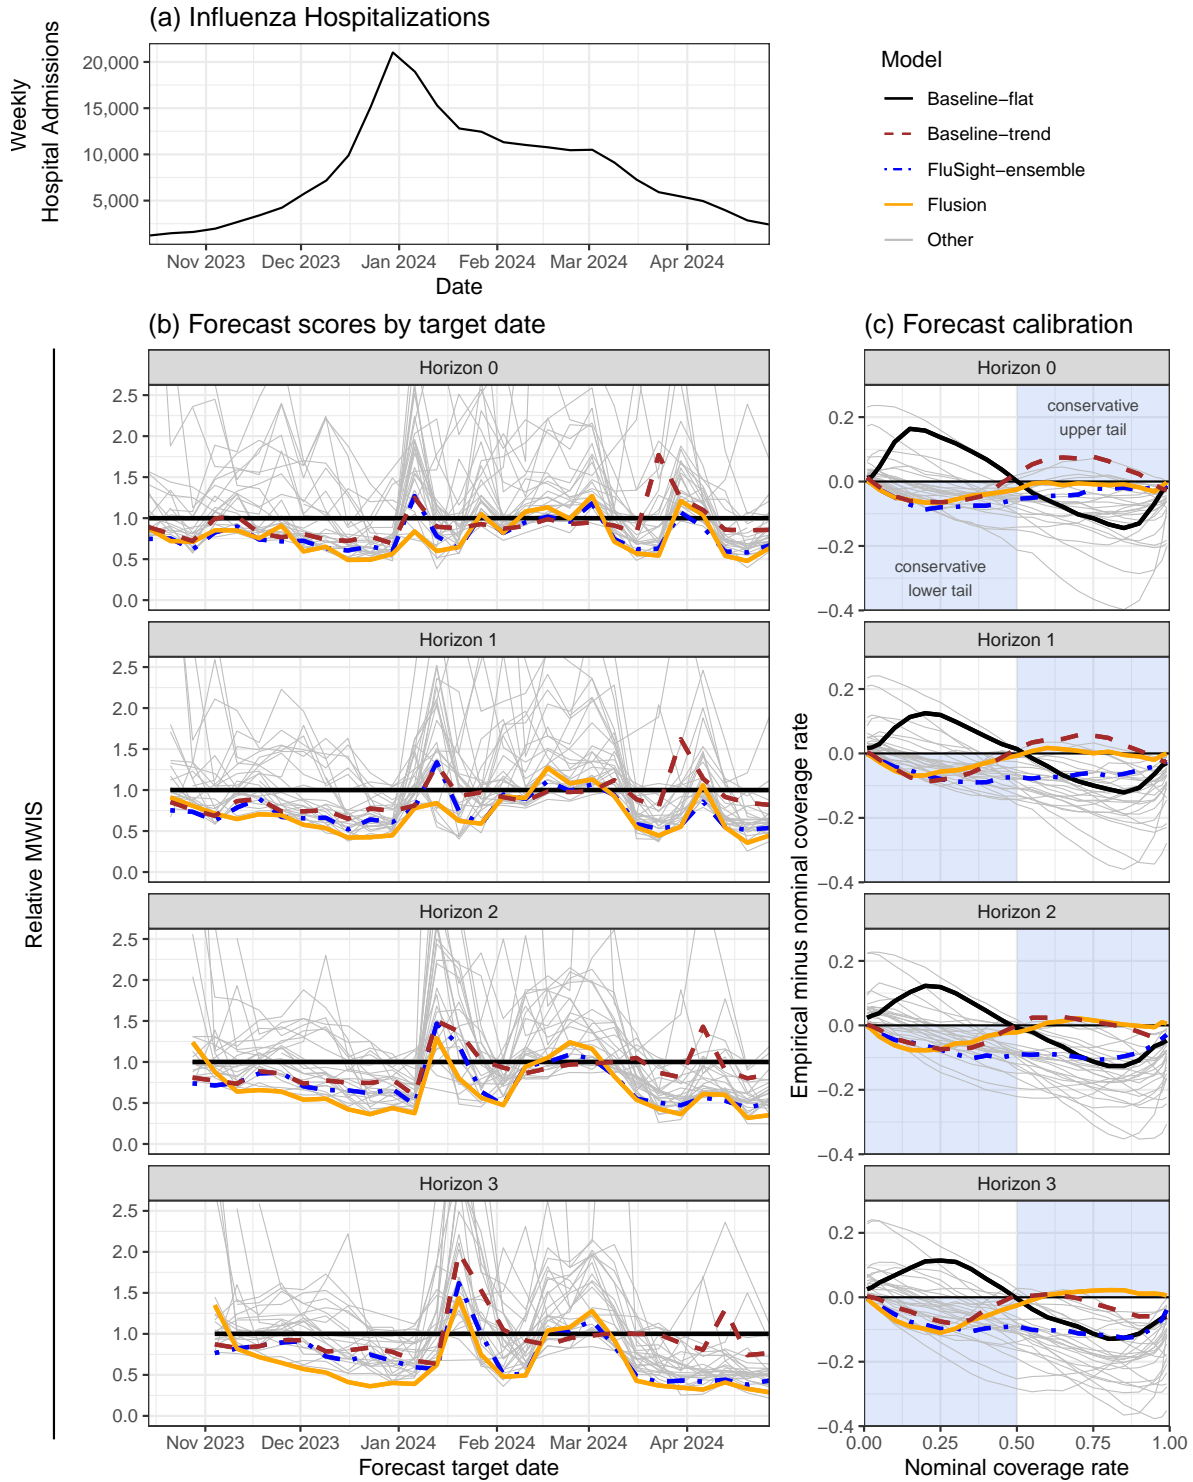 (a) Influenza Hospitalizations
Weekly
Hospital Admissions
20,000
15,000
10,000
5,000
Nov 2023
Dec 2023
Jan 2024
Feb 2024
Mar 2024
Apr 2024
Date
Model
Baseline−flat
Baseline−trend
FluSight−ensemble
Flusion
Other
(b) Forecast scores by target date
Relative MWIS
Horizon 0
2.5
2.0
1.5
1.0
0.5
0.0
Horizon 1
2.5
2.0
1.5
1.0
0.5
0.0
Horizon 2
2.5
2.0
1.5
1.0
0.5
0.0
Horizon 3
2.5
2.0
1.5
1.0
0.5
0.0
Nov 2023
Dec 2023
Jan 2024
Feb 2024
Mar 2024
Apr 2024
Forecast target date
(c) Forecast calibration
Empirical minus nominal coverage rate
Horizon 0
0.2
0.0
−0.2
−0.4
conservative
upper tail
conservative
lower tail
Horizon 1
0.2
0.0
−0.2
−0.4
Horizon 2
0.2
0.0
−0.2
−0.4
Horizon 3
0.2
0.0
−0.2
−0.4
0.00
0.25
0.50
0.75
1.00
Nominal coverage rate